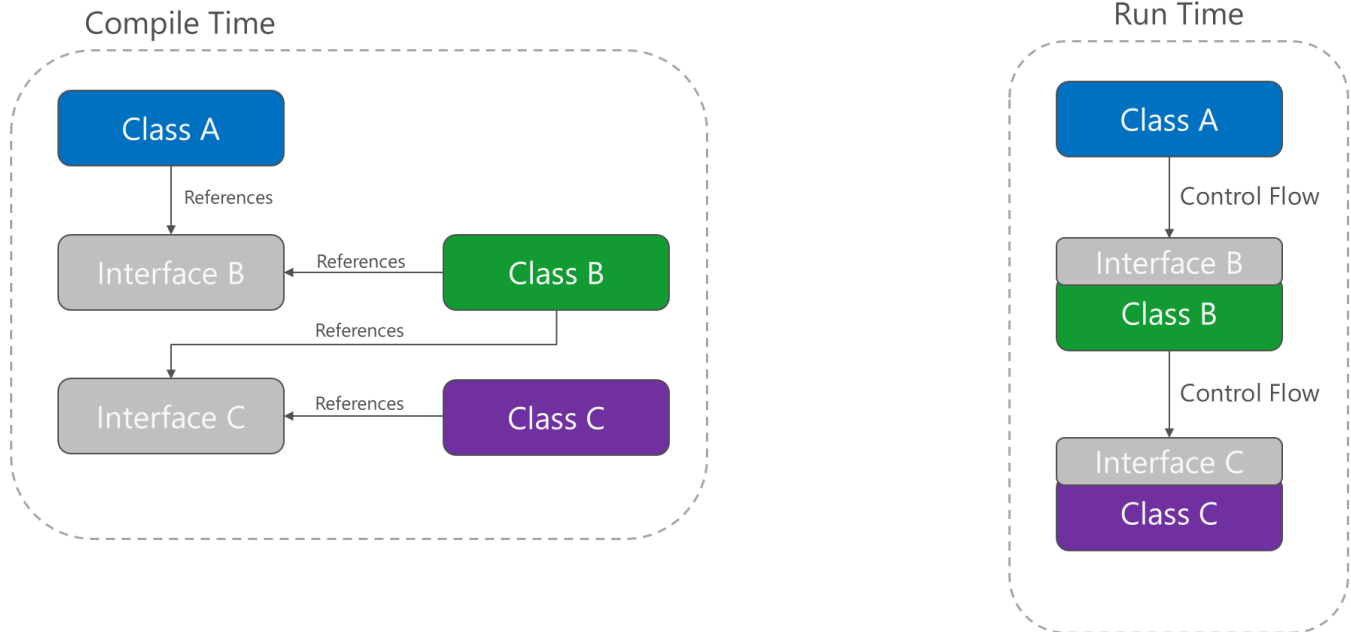 Compile Time
Class A
References
Interface B
References
Class B
References
Interface C
References
Class C
Run Time
Class A
Control Flow
Interface B
Class B
Control Flow
Interface C
Class C